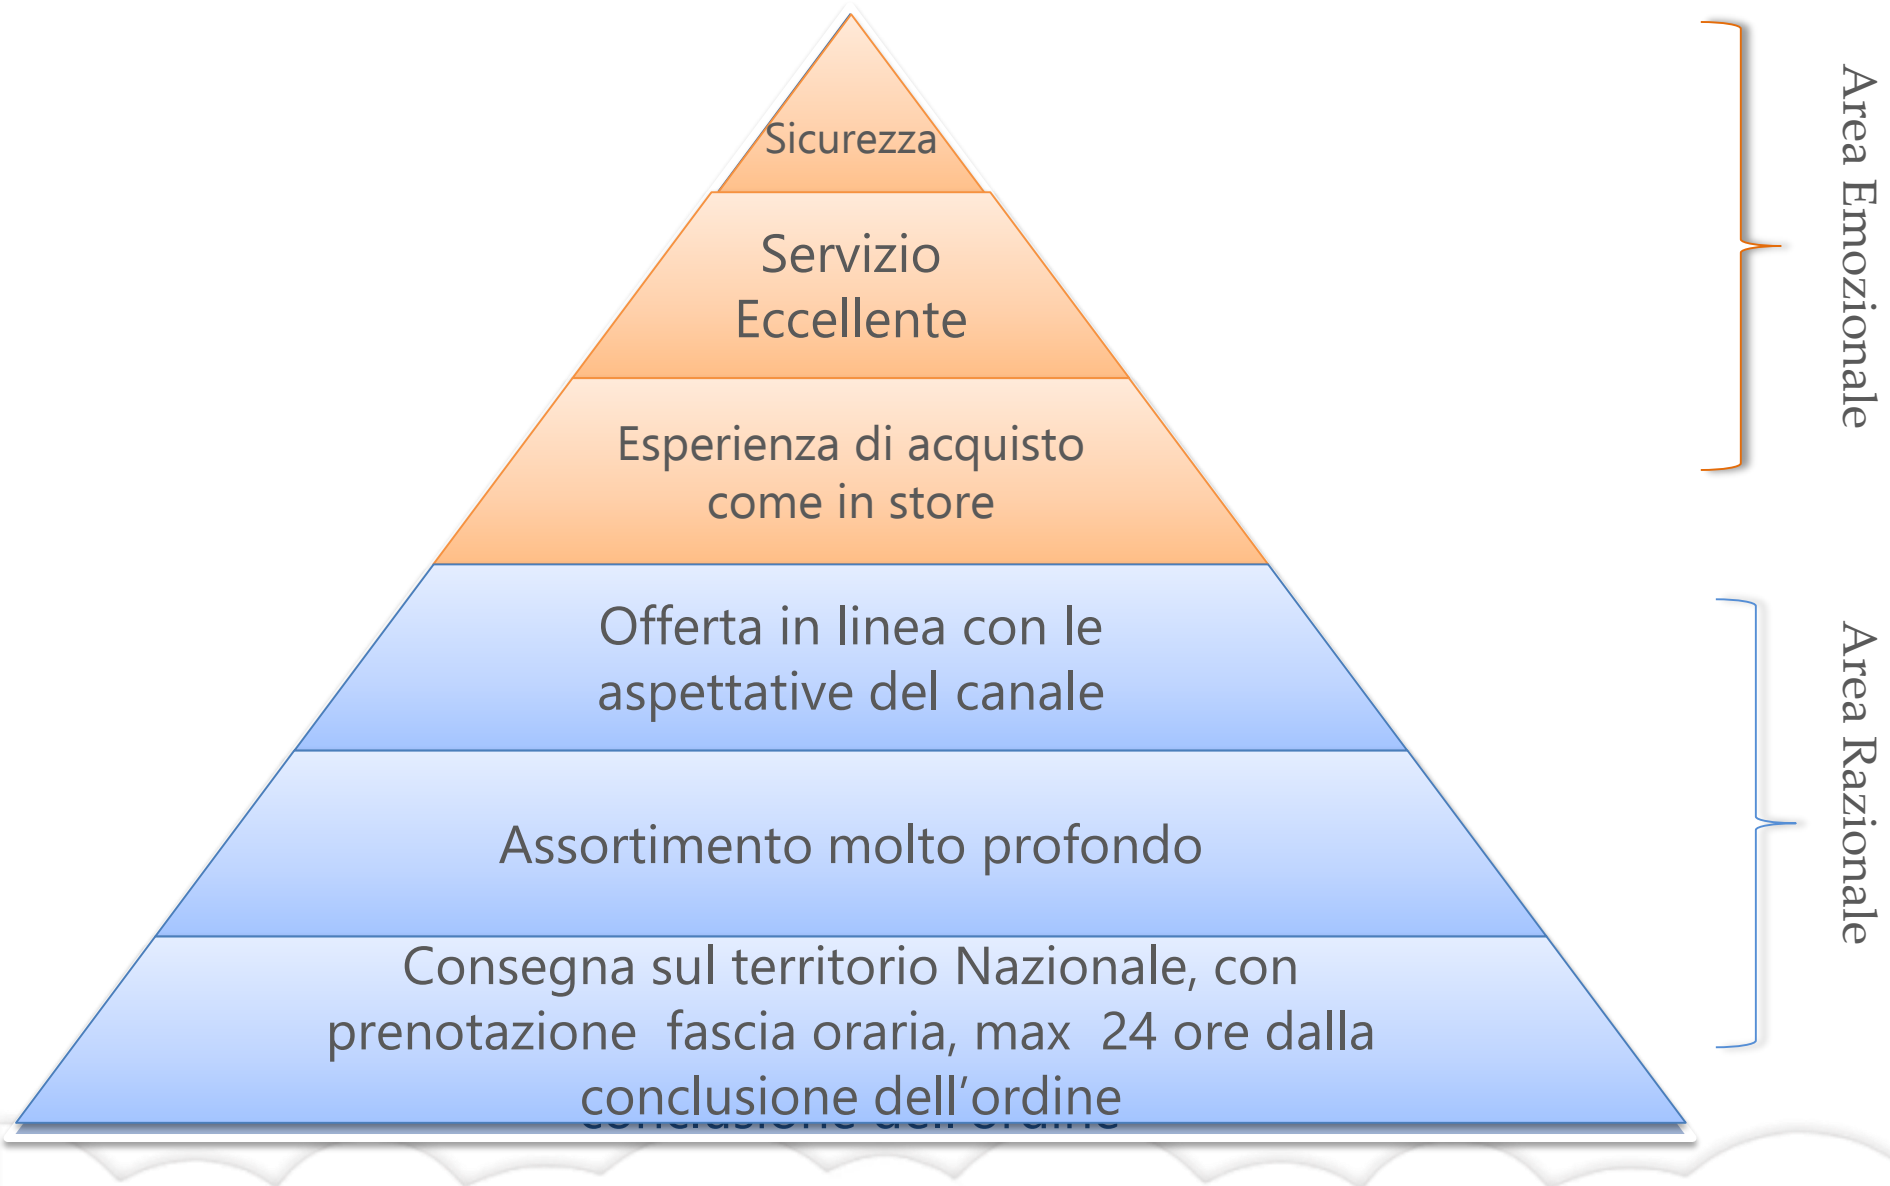 Sicurezza
Servizio
Eccellente
Esperienza di acquisto
come in store
Offerta in linea con le
aspettative del canale
Assortimento molto profondo
Consegna sul territorio Nazionale, con
prenotazione  fascia oraria, max  24 ore dalla
conclusione dell’ordine
Area Emozionale
Area Razionale